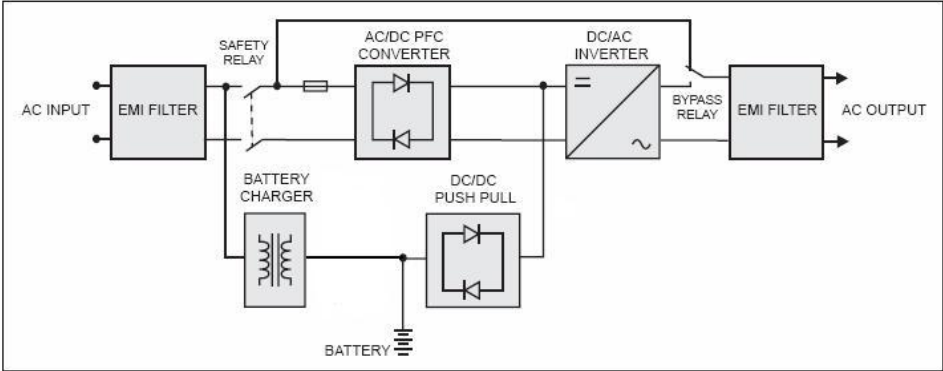 SAFETY
RELAY
AC/DC PFC
CONVERTER
DC/AC
INVERTER
AC INPUT
EMI FILTER
BYPASS
RELAY
EMI FILTER
AC OUTPUT
BATTERY
CHARGER
DC/DC
PUSH PULL
BATTERY